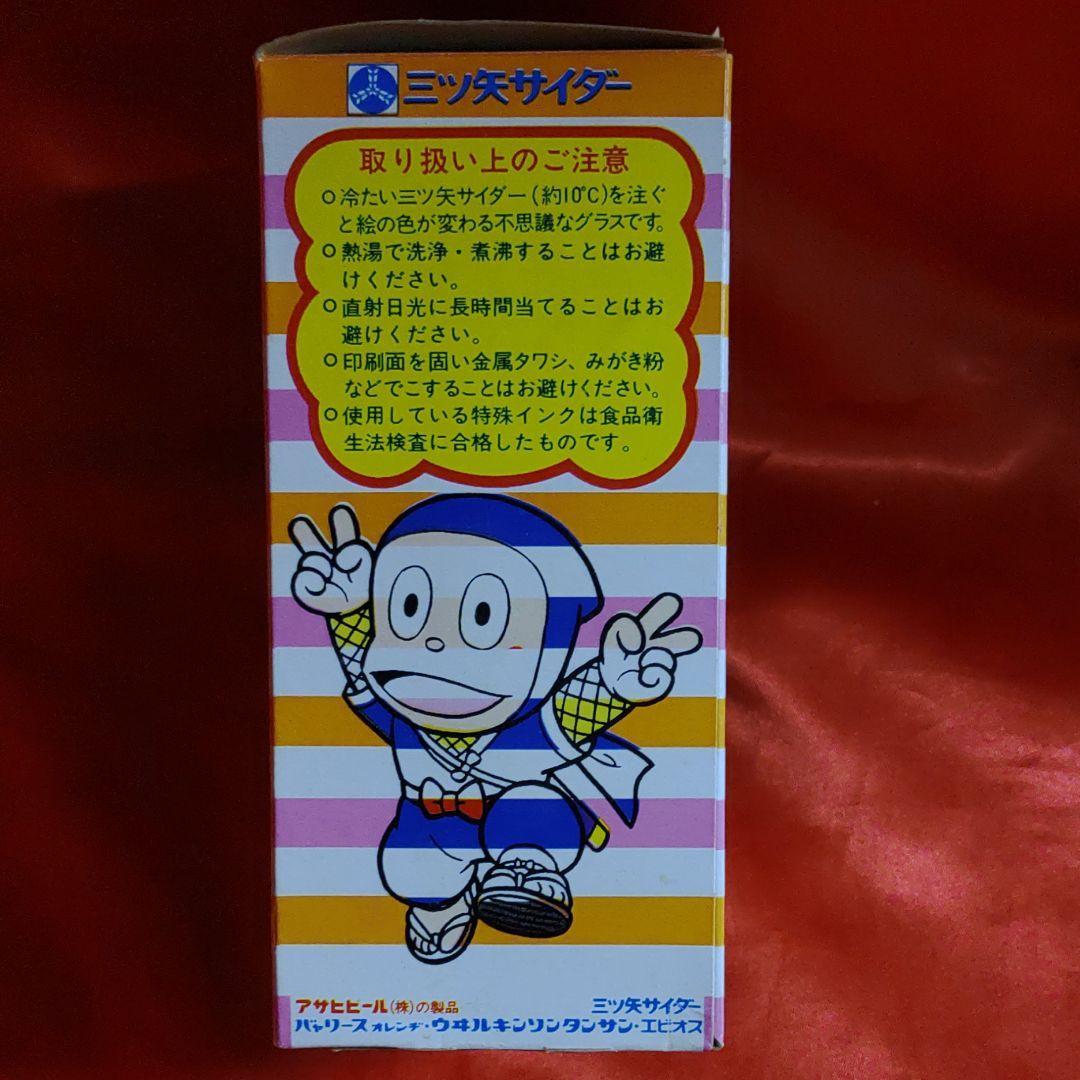 三ツ矢サイダー
取り扱い上のご注意
○冷たい三ツ矢サイダー(約10℃)を注ぐ
と絵の色が変わる不思議なグラスです。
○熱湯で洗浄・煮沸することはお避
けください。
○直射日光に長時間当てることはお
避けください。
○印刷面を固い金属タワシ、みがき粉
などでこすることはお避けください。
○使用している特殊インクは食品衛
生法検査に合格したものです。
アサヒビール(株)の製品
三ツ矢サイダー
バャリース オレンヂ・ウヰルキンソンタンサン・エビオス